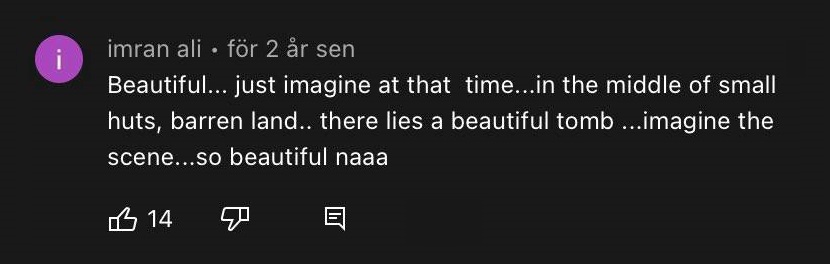 i
imran ali • för 2 år sen
Beautiful... just imagine at that  time...in the middle of small
huts, barren land.. there lies a beautiful tomb ...imagine the
scene...so beautiful naaa
14